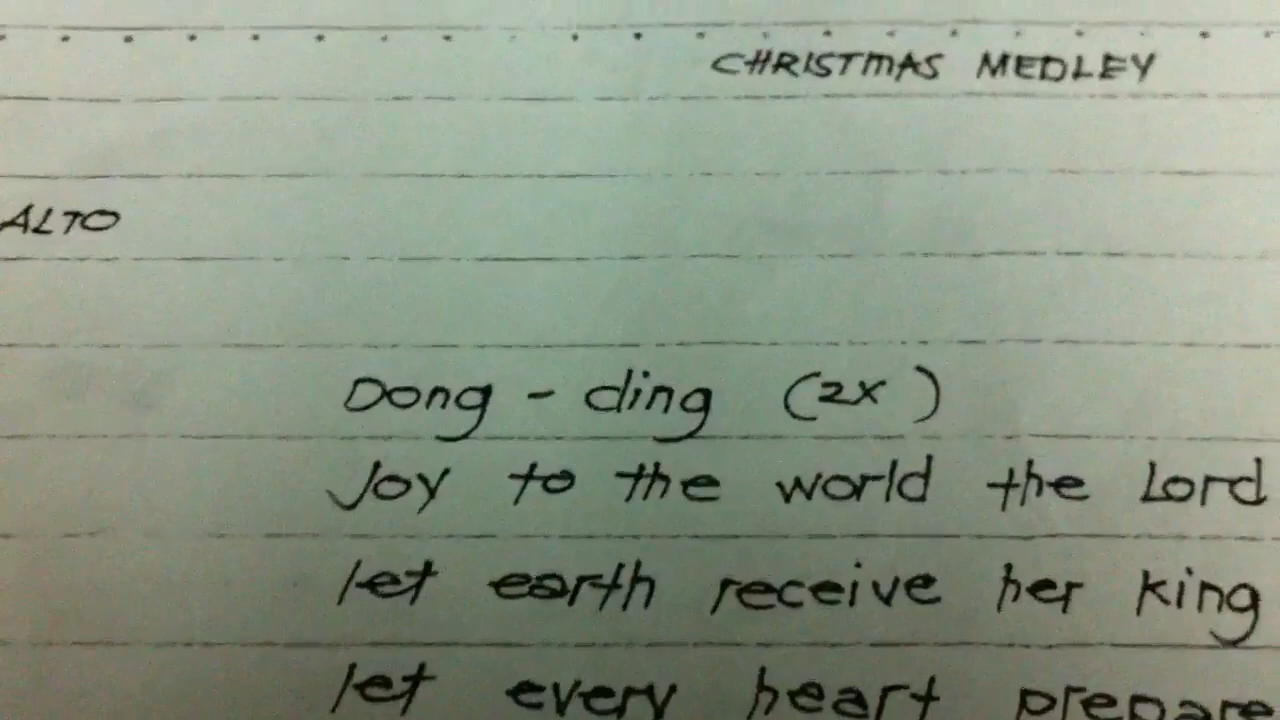 CHRISTMAS MEDLEY
ALTO
Dong - ding (2x)
Joy to the world the Lord
let earth receive her king
let every heart prepare